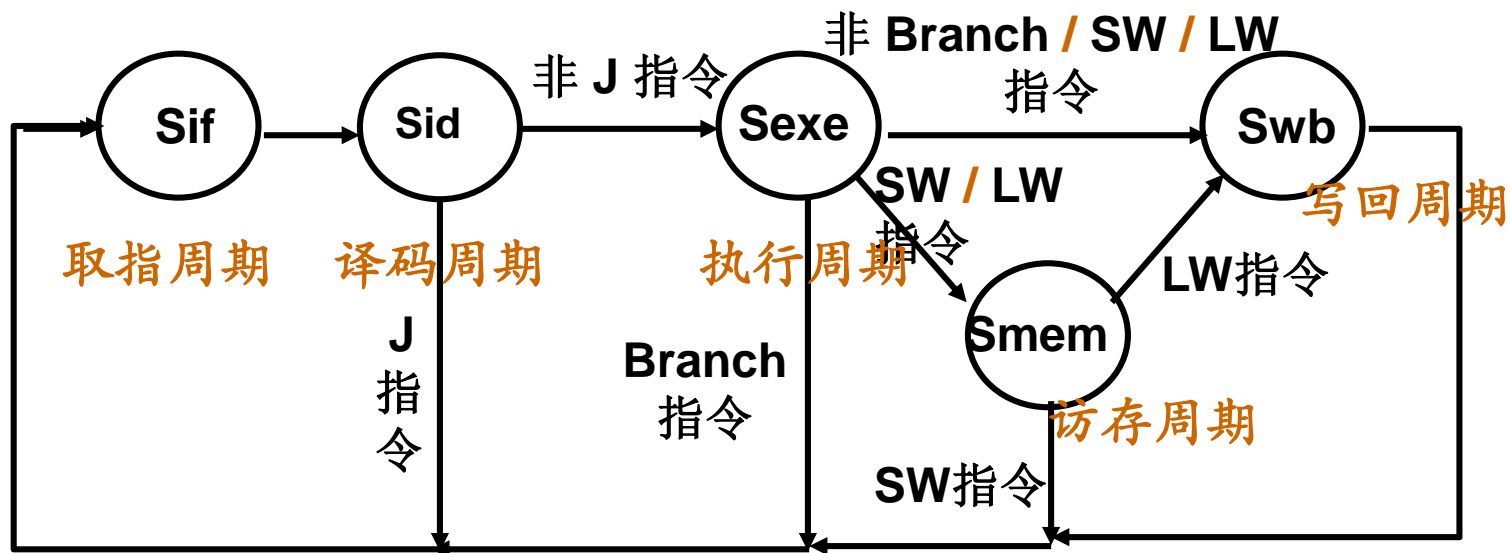 非 Branch / SW / LW
指令
非 J 指令
Sif
Sid
Sexe
Swb
SW / LW
指令
写回周期
取指周期
译码周期
执行周期
LW指令
Smem
J
指
令
Branch
指令
访存周期
SW指令